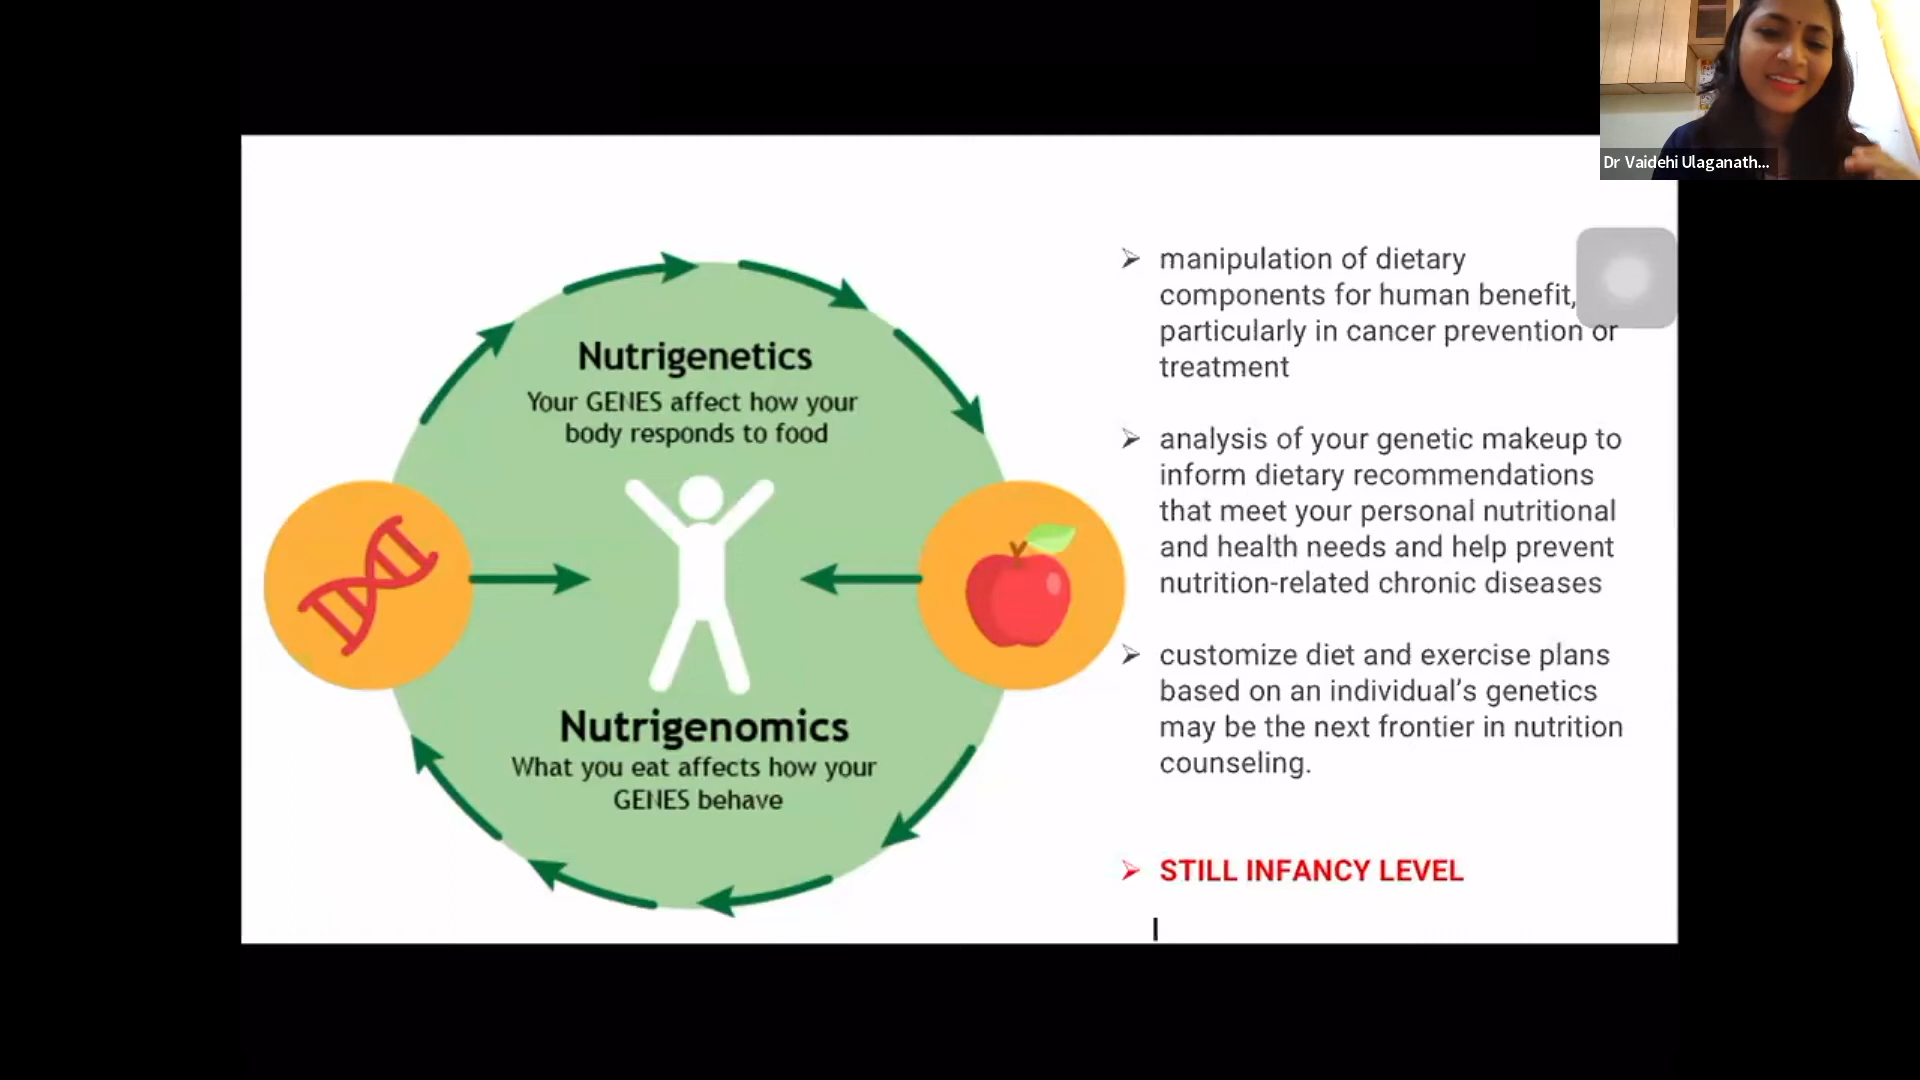 Dr Vaidehi Ulaganath...
Nutrigenetics
Your GENES affect how your
body responds to food
Nutrigenomics
What you eat affects how your
GENES behave
➢ manipulation of dietary
components for human benefit,
particularly in cancer prevention or
treatment
➢ analysis of your genetic makeup to
inform dietary recommendations
that meet your personal nutritional
and health needs and help prevent
nutrition-related chronic diseases
➢ customize diet and exercise plans
based on an individual’s genetics
may be the next frontier in nutrition
counseling.
➢ STILL INFANCY LEVEL